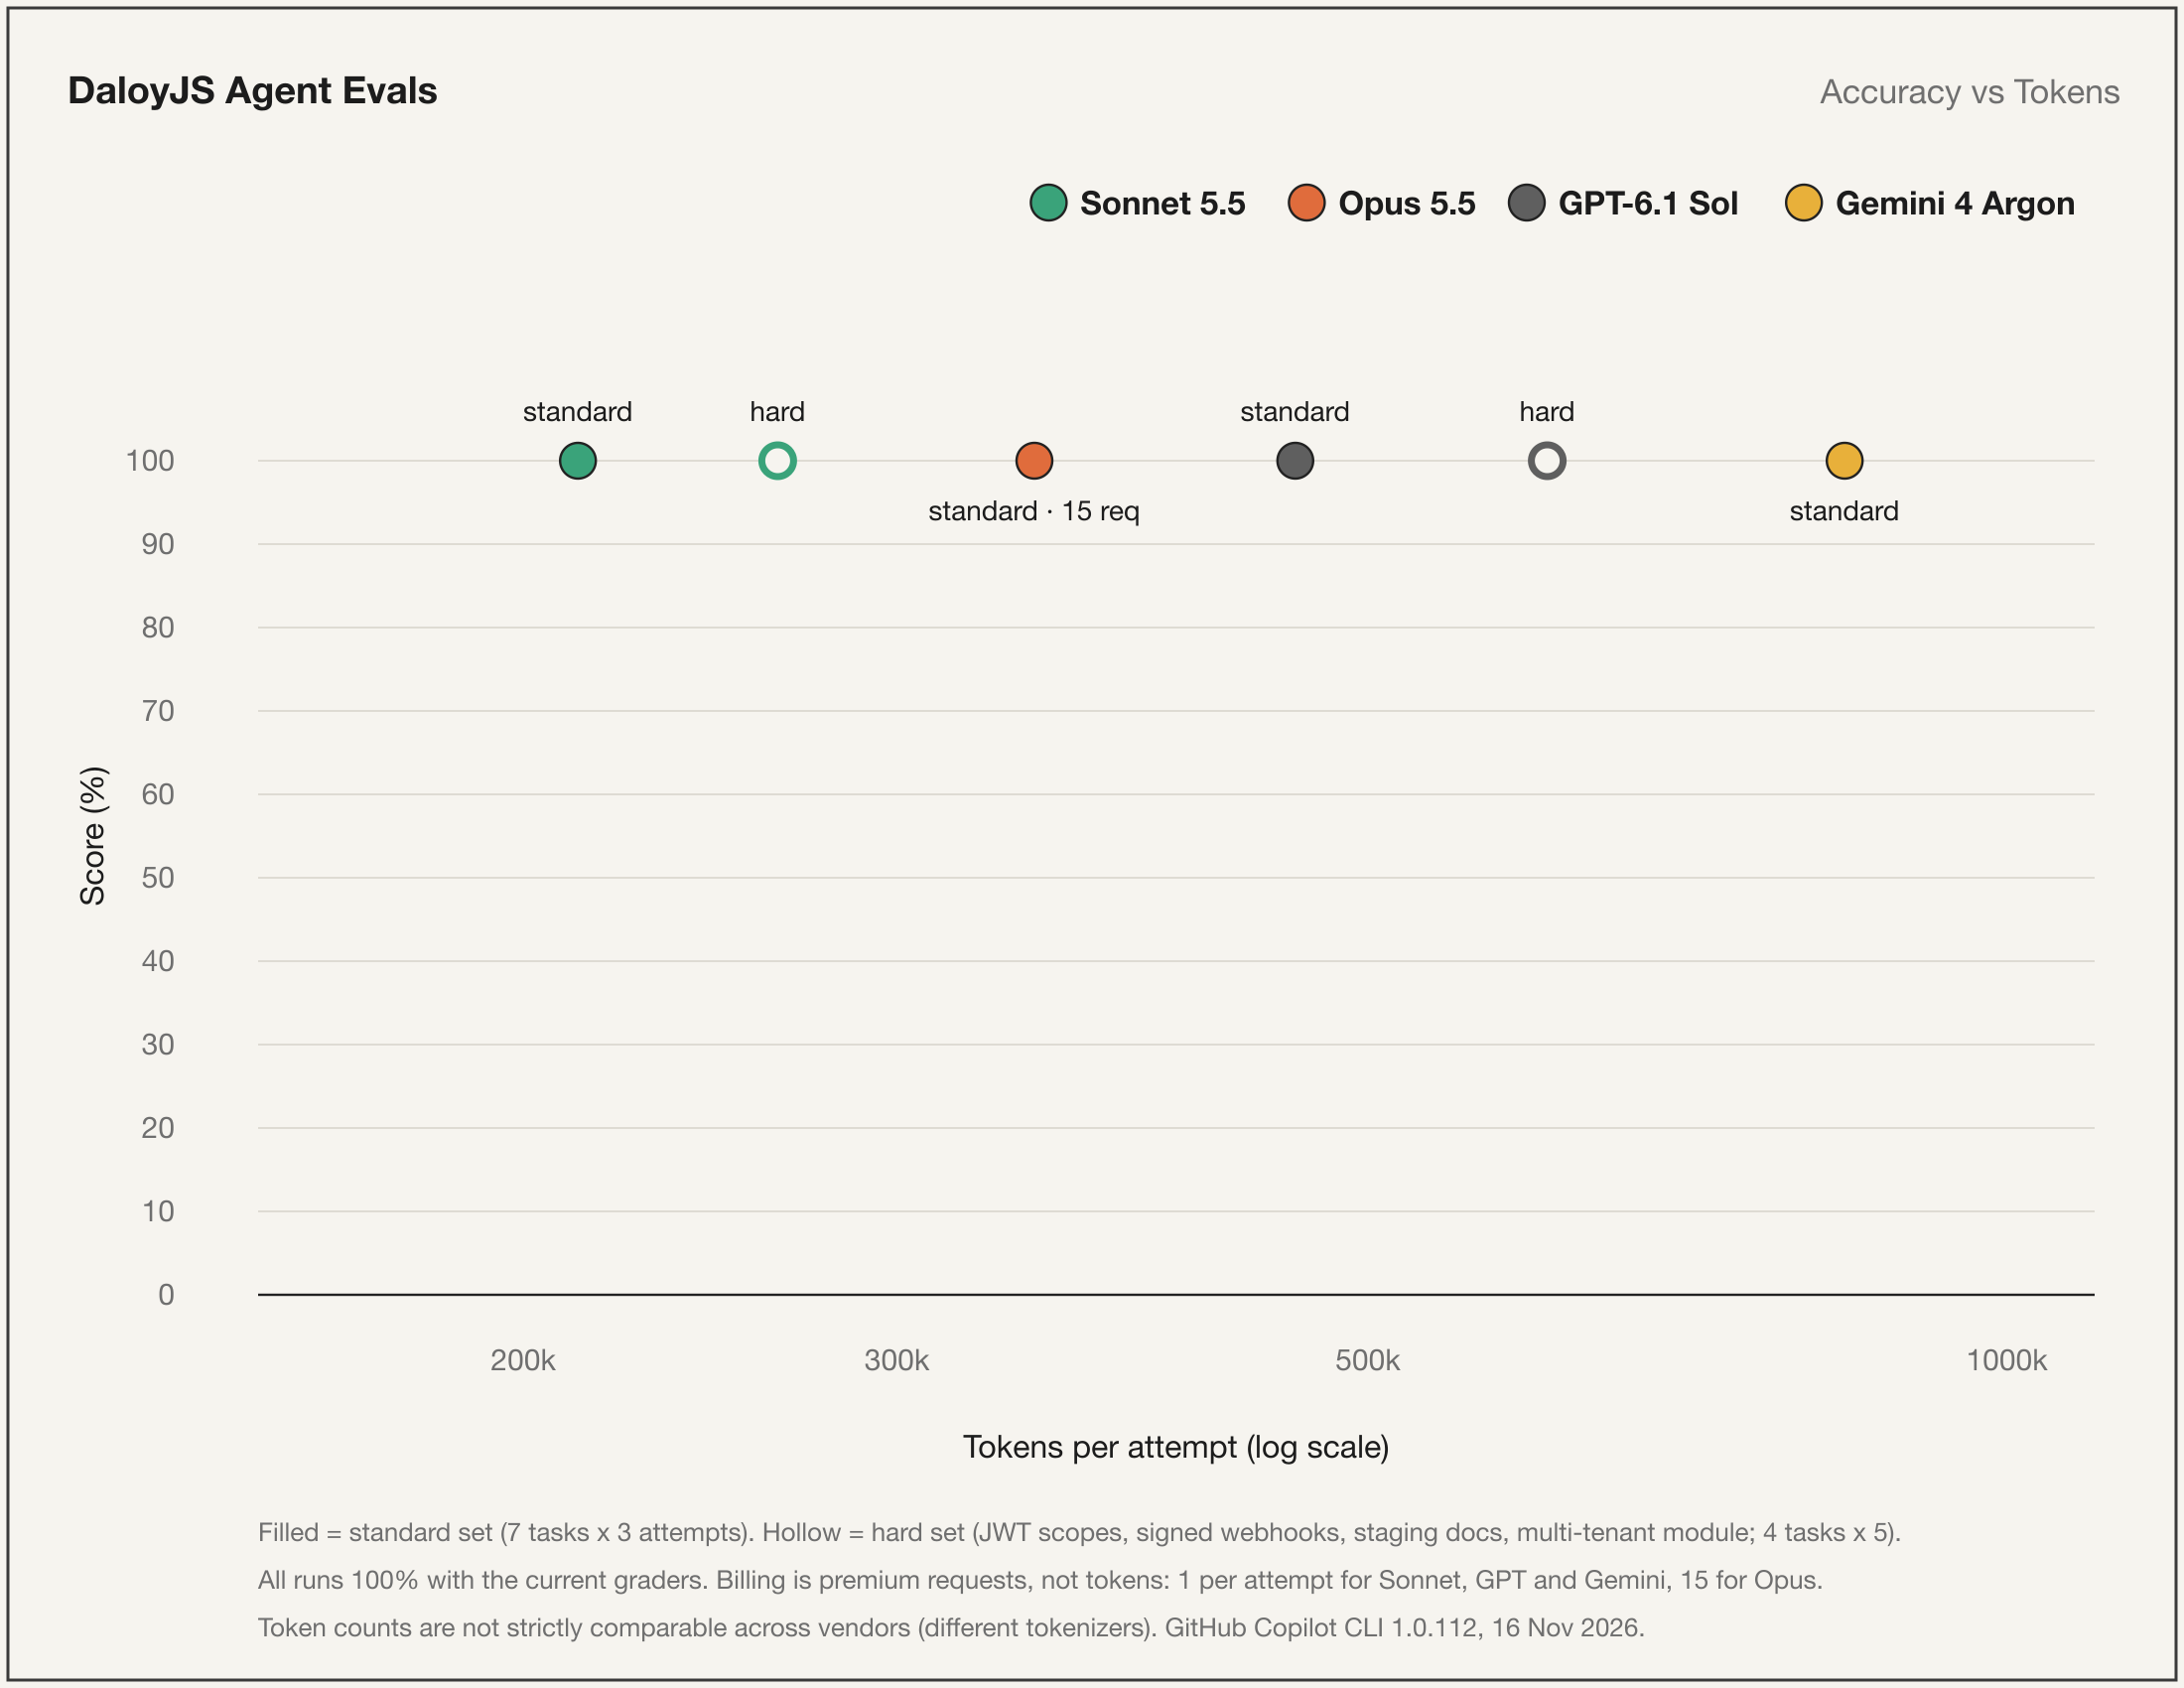 DaloyJS Agent Evals
Accuracy vs Tokens
Sonnet 5.5
Opus 5.5
GPT-6.1 Sol
Gemini 4 Argon
standard
hard
standard
hard
standard · 15 req
standard
100
90
80
70
60
50
40
30
20
10
0
Score (%)
200k
300k
500k
1000k
Tokens per attempt (log scale)
Filled = standard set (7 tasks x 3 attempts). Hollow = hard set (JWT scopes, signed webhooks, staging docs, multi-tenant module; 4 tasks x 5).
All runs 100% with the current graders. Billing is premium requests, not tokens: 1 per attempt for Sonnet, GPT and Gemini, 15 for Opus.
Token counts are not strictly comparable across vendors (different tokenizers). GitHub Copilot CLI 1.0.112, 16 Nov 2026.